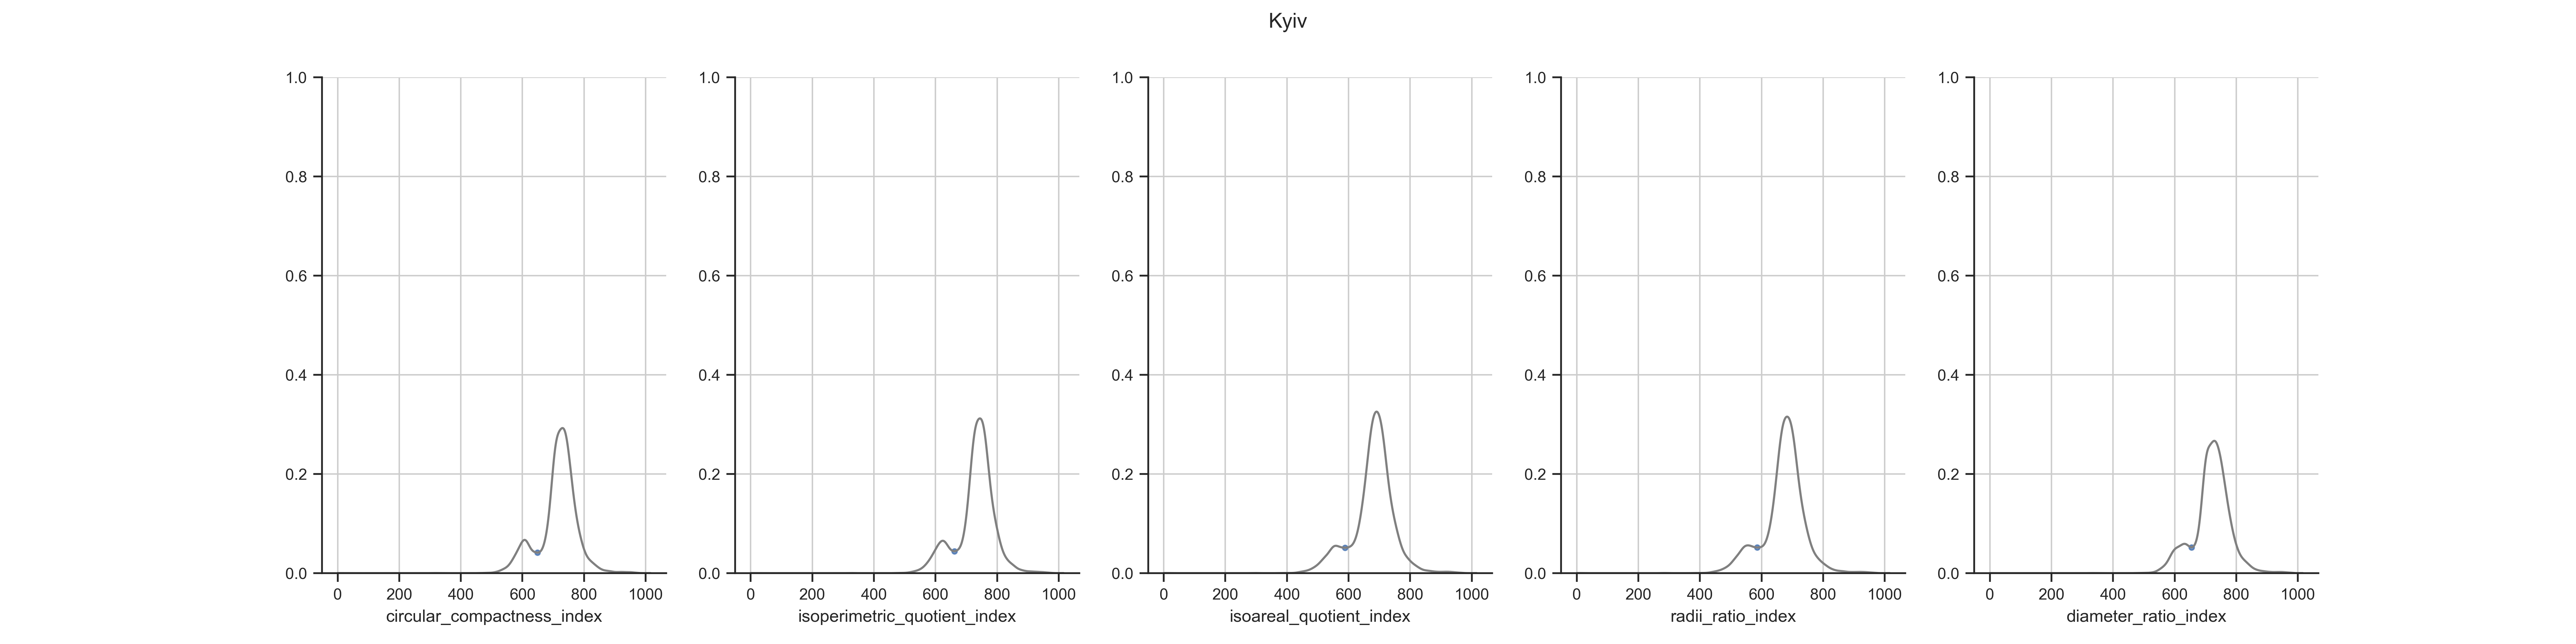 Kyiv
1.0 1.0 1.0 1.0 1.0
0.8 0.8 0.8 0.8 0.8
0.6 0.6 0.6 0.6 0.6
0.4 0.4 0.4 0.4 0.4
0.2 0.2 0.2 0.2 0.2
0.0 0.0 0.0 0.0 0.0
0 200 400 600 800 1000 0 200 400 600 800 1000 0 200 400 600 800 1000 0 200 400 600 800 1000 0 200 400 600 800 1000
circular_compactness_index isoperimetric_quotient_index isoareal_quotient_index radii_ratio_index diameter_ratio_index